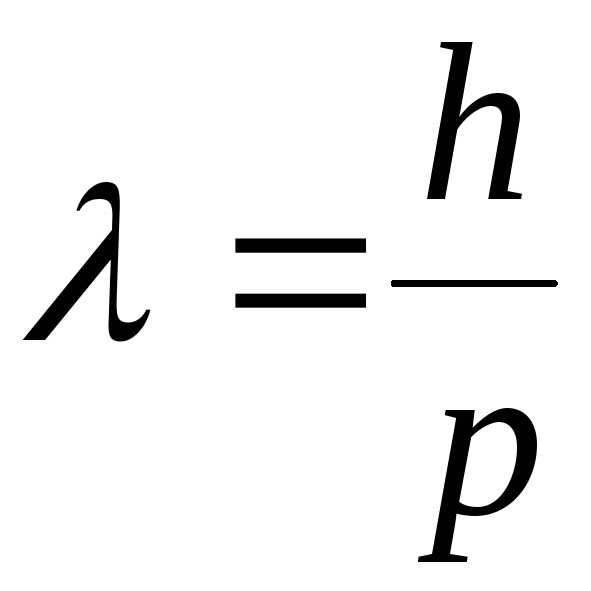 λ = h/p